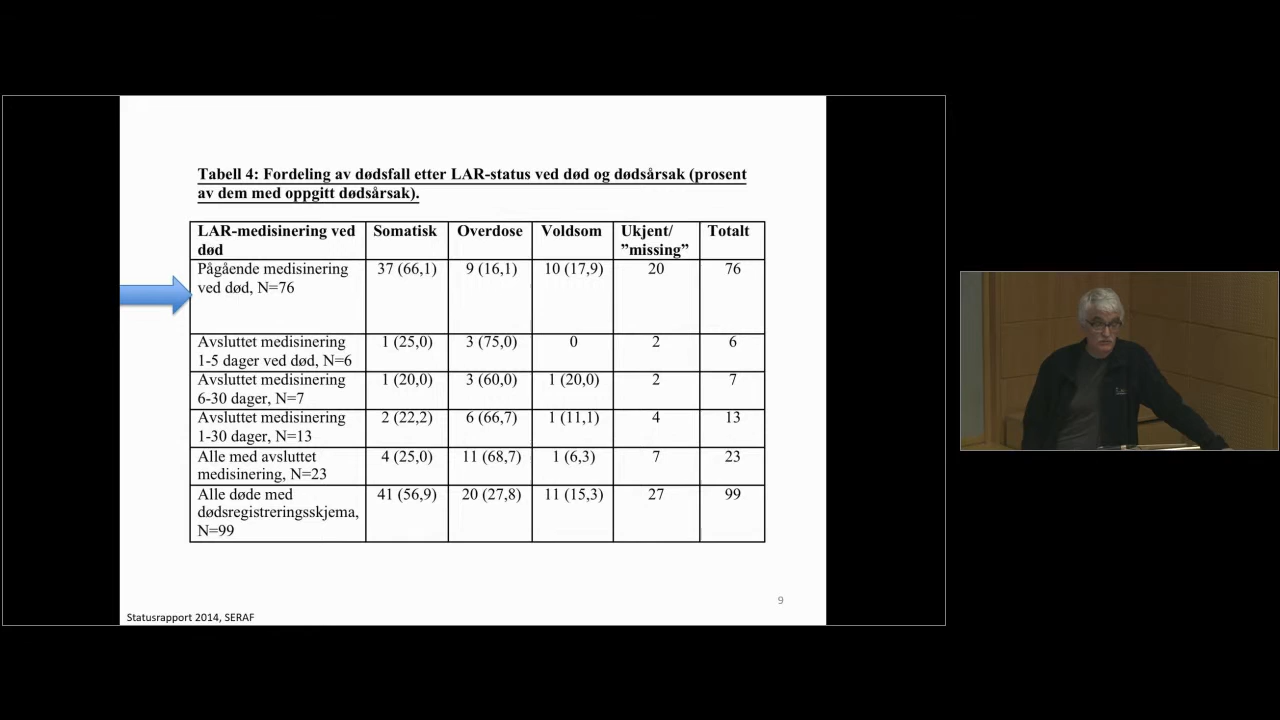 Tabell 4: Fordeling av dødsfall etter LAR-status ved død og dødsårsak (prosent
av dem med oppgitt dødsårsak).
LAR-medisinering ved Somatisk Overdose Voldsom Ukjent/ Totalt
død ”missing”
Pågående medisinering 37 (66,1) 9 (16,1) 10 (17,9) 20 76
ved død, N=76
Avsluttet medisinering 1 (25,0) 3 (75,0) 0 2 6
1-5 dager ved død, N=6
Avsluttet medisinering 1 (20,0) 3 (60,0) 1 (20,0) 2 7
6-30 dager, N=7
Avsluttet medisinering 2 (22,2) 6 (66,7) 1 (11,1) 4 13
1-30 dager, N=13
Alle med avsluttet 4 (25,0) 11 (68,7) 1 (6,3) 7 23
medisinering, N=23
Alle døde med 41 (56,9) 20 (27,8) 11 (15,3) 27 99
dødsregistreringsskjema,
N=99
9
Statusrapport 2014, SERAF